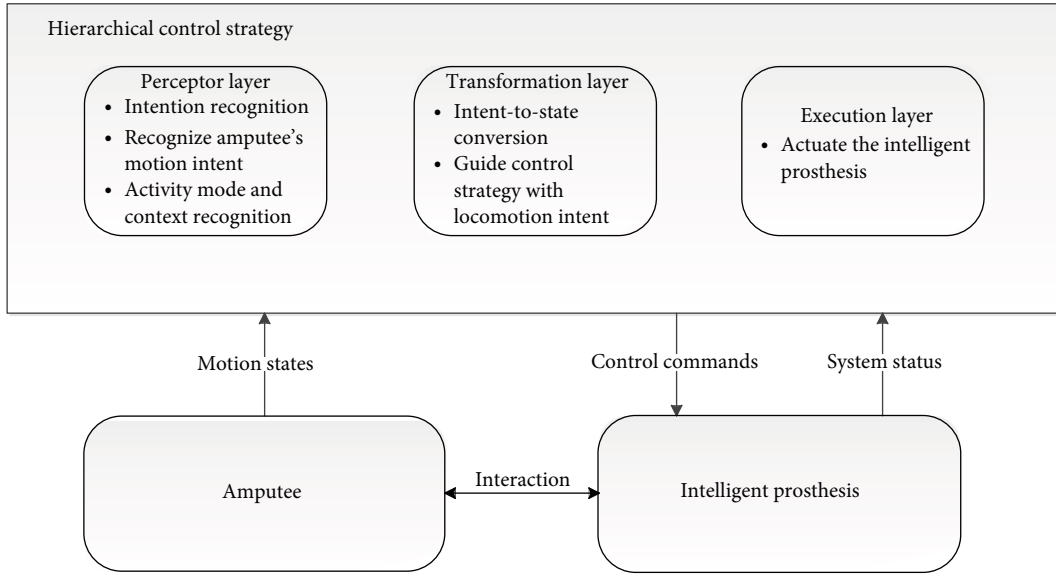 Hierarchical control strategy
Perceptor layer
• Intention recognition
• Recognize amputee's
motion intent
• Activity mode and
context recognition
Transformation layer
• Intent-to-state
conversion
• Guide control
strategy with
locomotion intent
Execution layer
• Actuate the intelligent
prosthesis
Motion states
Control commands
System status
Amputee
Interaction
Intelligent prosthesis